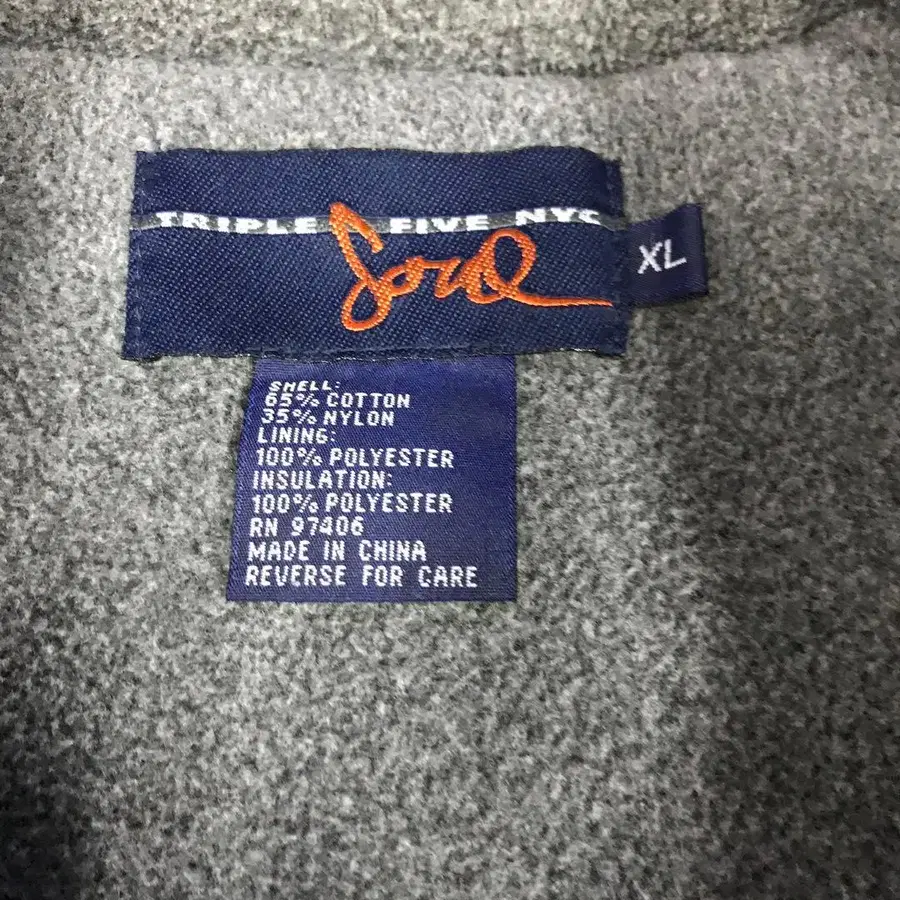 TRIPLE FIVE NYC
Soul
XL
SHELL:
65% COTTON
35% NYLON
LINING:
100% POLYESTER
INSULATION:
100% POLYESTER
RN 97406
MADE IN CHINA
REVERSE FOR CARE